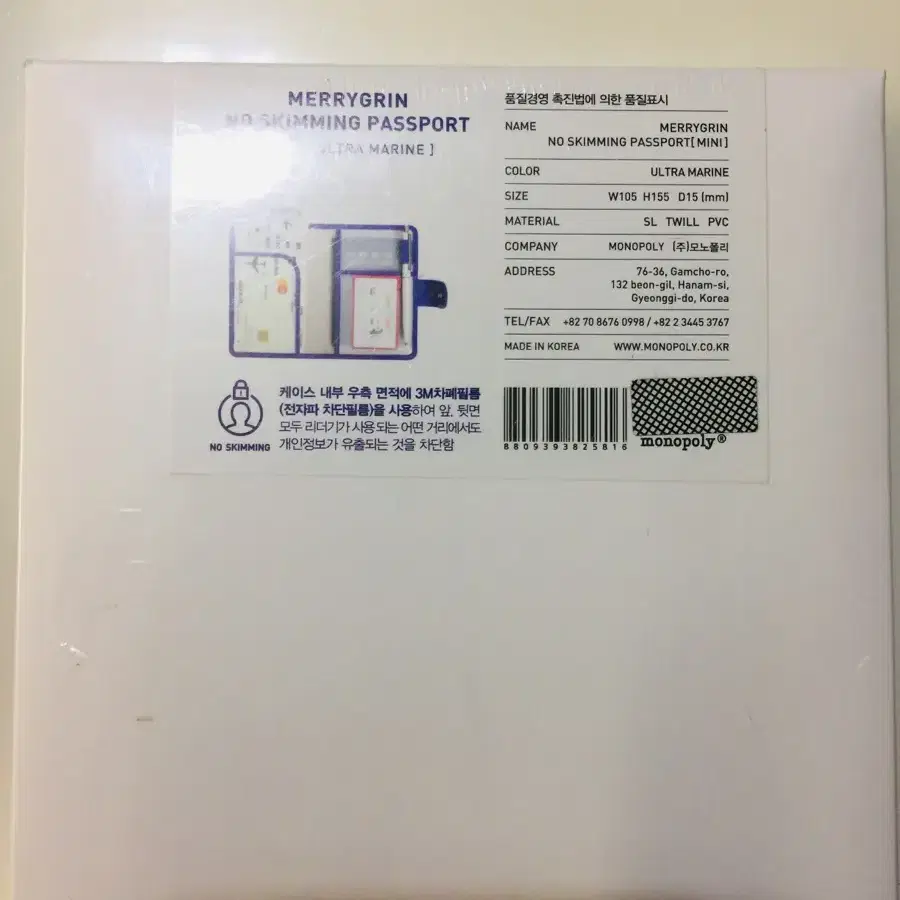 MERRYGRIN
NO SKIMMING PASSPORT
ULTRA MARINE ]
NO SKIMMING
케이스 내부 우측 면적에 3M차폐필름
(전자파 차단필름)을 사용하여 앞, 뒷면
모두 리더기가 사용 되는 어떤 거리에서도
개인정보가 유출되는 것을 차단함
품질경영 촉진법에 의한 품질표시
NAME MERRYGRIN
NO SKIMMING PASSPORT[ MINI ]
COLOR ULTRA MARINE
SIZE W105 H155 D15 (mm)
MATERIAL SL TWILL PVC
COMPANY MONOPOLY (주)모노폴리
ADDRESS 76-36, Gamcho-ro,
132 beon-gil, Hanam-si,
Gyeonggi-do, Korea
TEL/FAX +82 70 8676 0998 / +82 2 3445 3767
MADE IN KOREA WWW.MONOPOLY.CO.KR
8809393825816
monopoly®